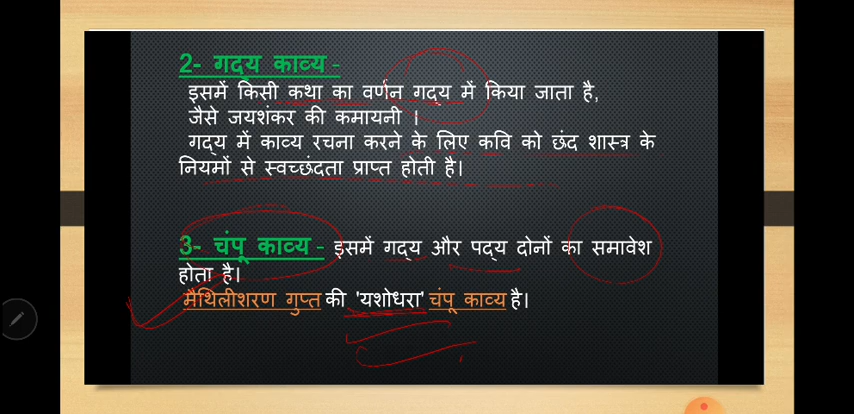 2- गद्य काव्य -
इसमें किसी कथा का वर्णन गद्य में किया जाता है,
जैसे जयशंकर की कमायनी ।
गद्य में काव्य रचना करने के लिए कवि को छंद शास्त्र के
नियमों से स्वच्छंदता प्राप्त होती है।
3- चंपू काव्य - इसमें गद्य और पद्य दोनों का समावेश
होता है।
मैथिलीशरण गुप्त की 'यशोधरा' चंपू काव्य है।